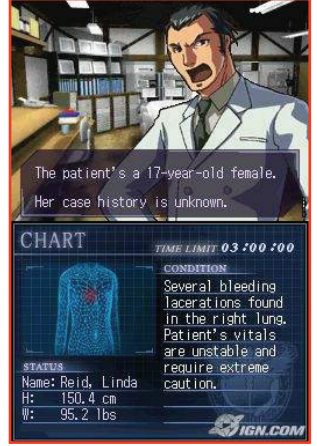 The patient's a 17-year-old female.
Her case history is unknown.
CHART
TIME LIMIT 03:00:00
CONDITION
Several bleeding
lacerations found
in the right lung.
Patient's vitals
are unstable and
require extreme
caution.
STATUS
Name: Reid, Linda
H: 150.4 cm
W: 95.2 lbs
IGN.COM